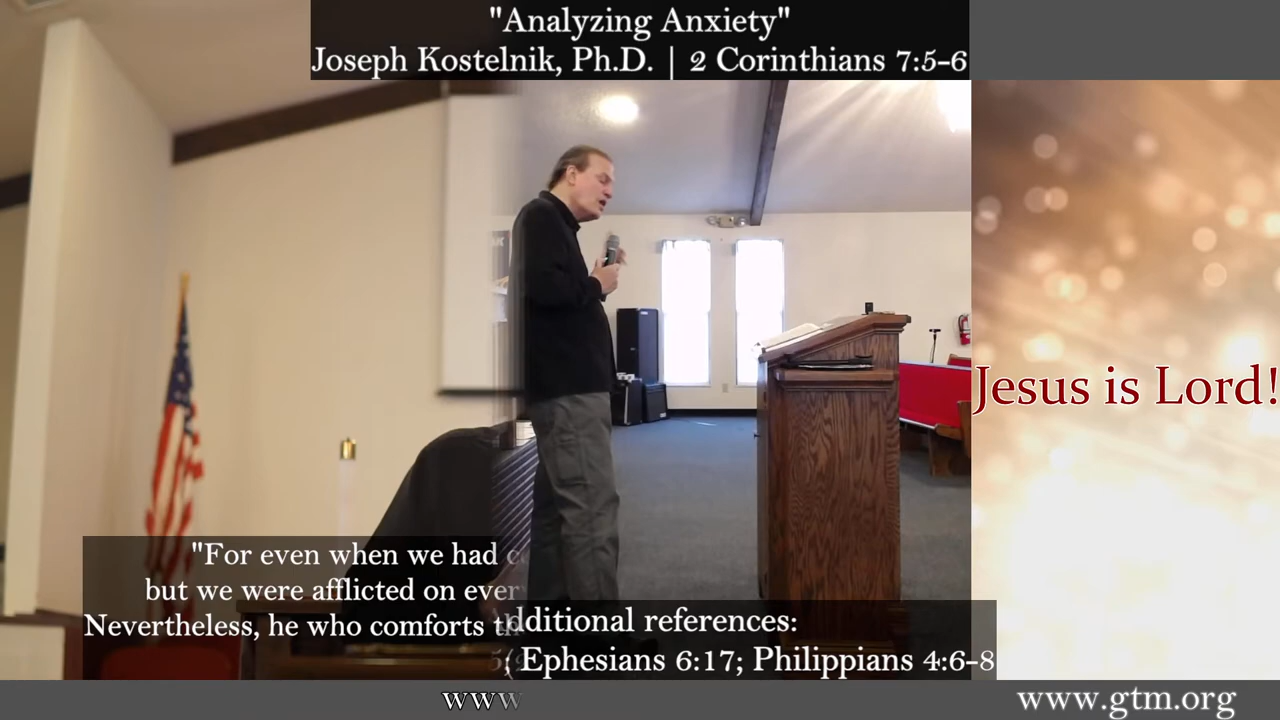 "Analyzing Anxiety"
Joseph Kostelnik, Ph.D. | 2 Corinthians 7:5-6
Jesus is Lord!
"For even when we had
but we were afflicted on ever
Nevertheless, he who comforts
dditional references:
Ephesians 6:17; Philippians 4:6-8
www
www.gtm.org